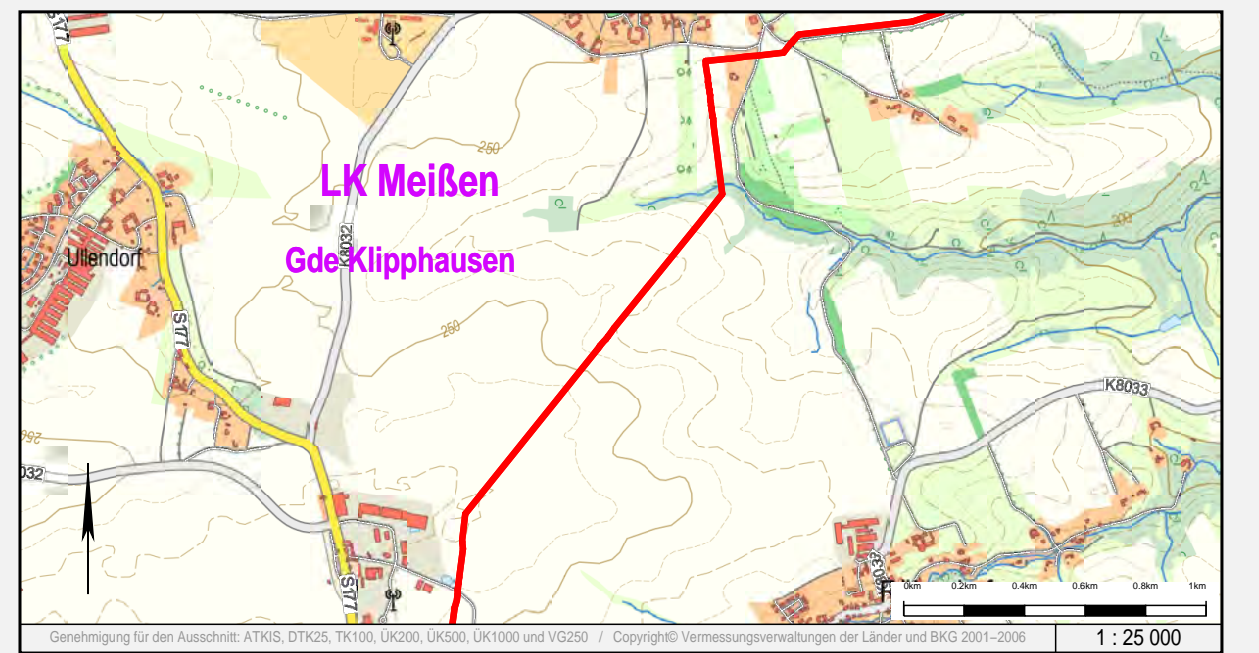 S177
250
LK Meißen
200
K8032
Gde Klipphausen
Ullendorf
S177
250
K8033
250
032
K8033
S177
0km 0.2km 0.4km 0.6km 0.8km 1km
Genehmigung für den Ausschnitt: ATKIS, DTK25, TK100, ÜK200, ÜK500, ÜK1000 und VG250 / Copyright© Vermessungsverwaltungen der Länder und BKG 2001–2006
1 : 25 000